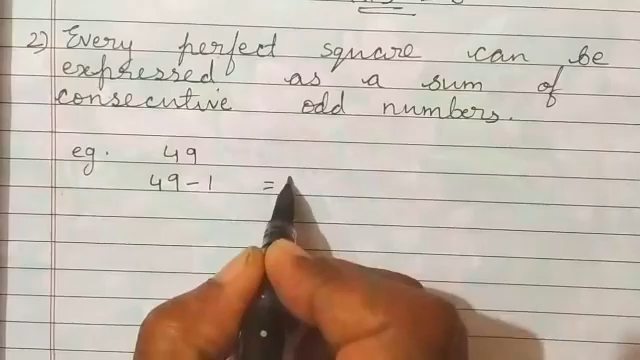 2) Every perfect square can be
expressed as a sum of
consecutive odd numbers.
eg. 49
49-1 =